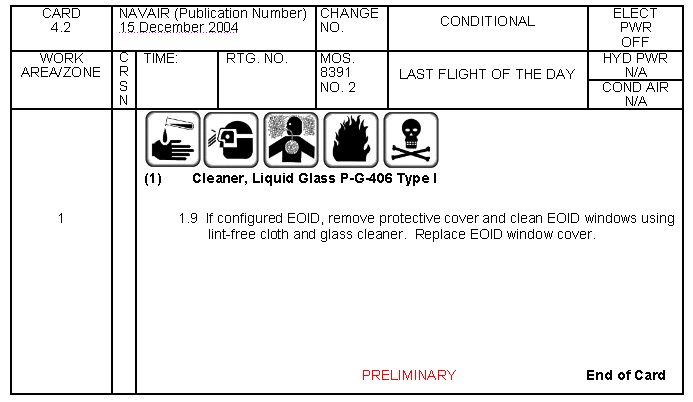 CARD
4.2
NAVAIR (Publication Number)
15 December 2004
CHANGE
NO.
CONDITIONAL
ELECT
PWR
OFF
WORK
AREA/ZONE
C
R
S
N
TIME:
RTG. NO.
MOS.
8391
NO. 2
LAST FLIGHT OF THE DAY
HYD PWR
N/A
COND AIR
N/A
(1) Cleaner, Liquid Glass P-G-406 Type I
1
1.9 If configured EOID, remove protective cover and clean EOID windows using
lint-free cloth and glass cleaner. Replace EOID window cover.
PRELIMINARY
End of Card